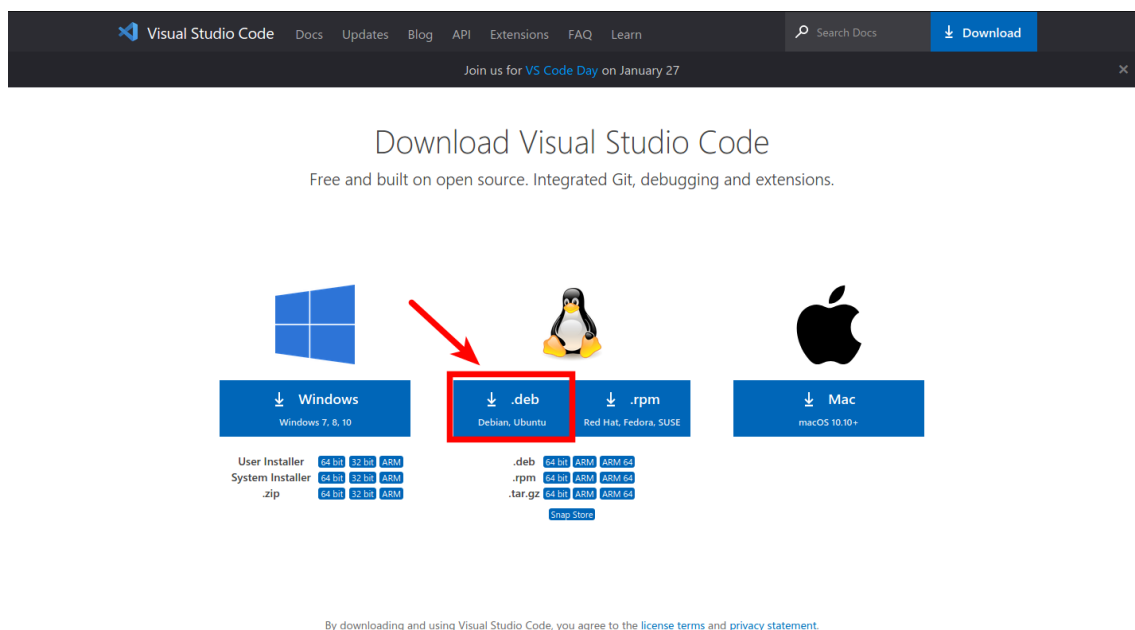 Visual Studio Code Docs Updates Blog API Extensions FAQ Learn Search Docs Download
Join us for VS Code Day on January 27 ×
Download Visual Studio Code
Free and built on open source. Integrated Git, debugging and extensions.
Windows
Windows 7, 8, 10
.deb
Debian, Ubuntu
.rpm
Red Hat, Fedora, SUSE
Mac
macOS 10.10+
User Installer 64 bit 32 bit ARM
System Installer 64 bit 32 bit ARM
.zip 64 bit 32 bit ARM
.deb 64 bit ARM ARM 64
.rpm 64 bit ARM ARM 64
.tar.gz 64 bit ARM ARM 64
Snap Store
By downloading and using Visual Studio Code, you agree to the license terms and privacy statement.